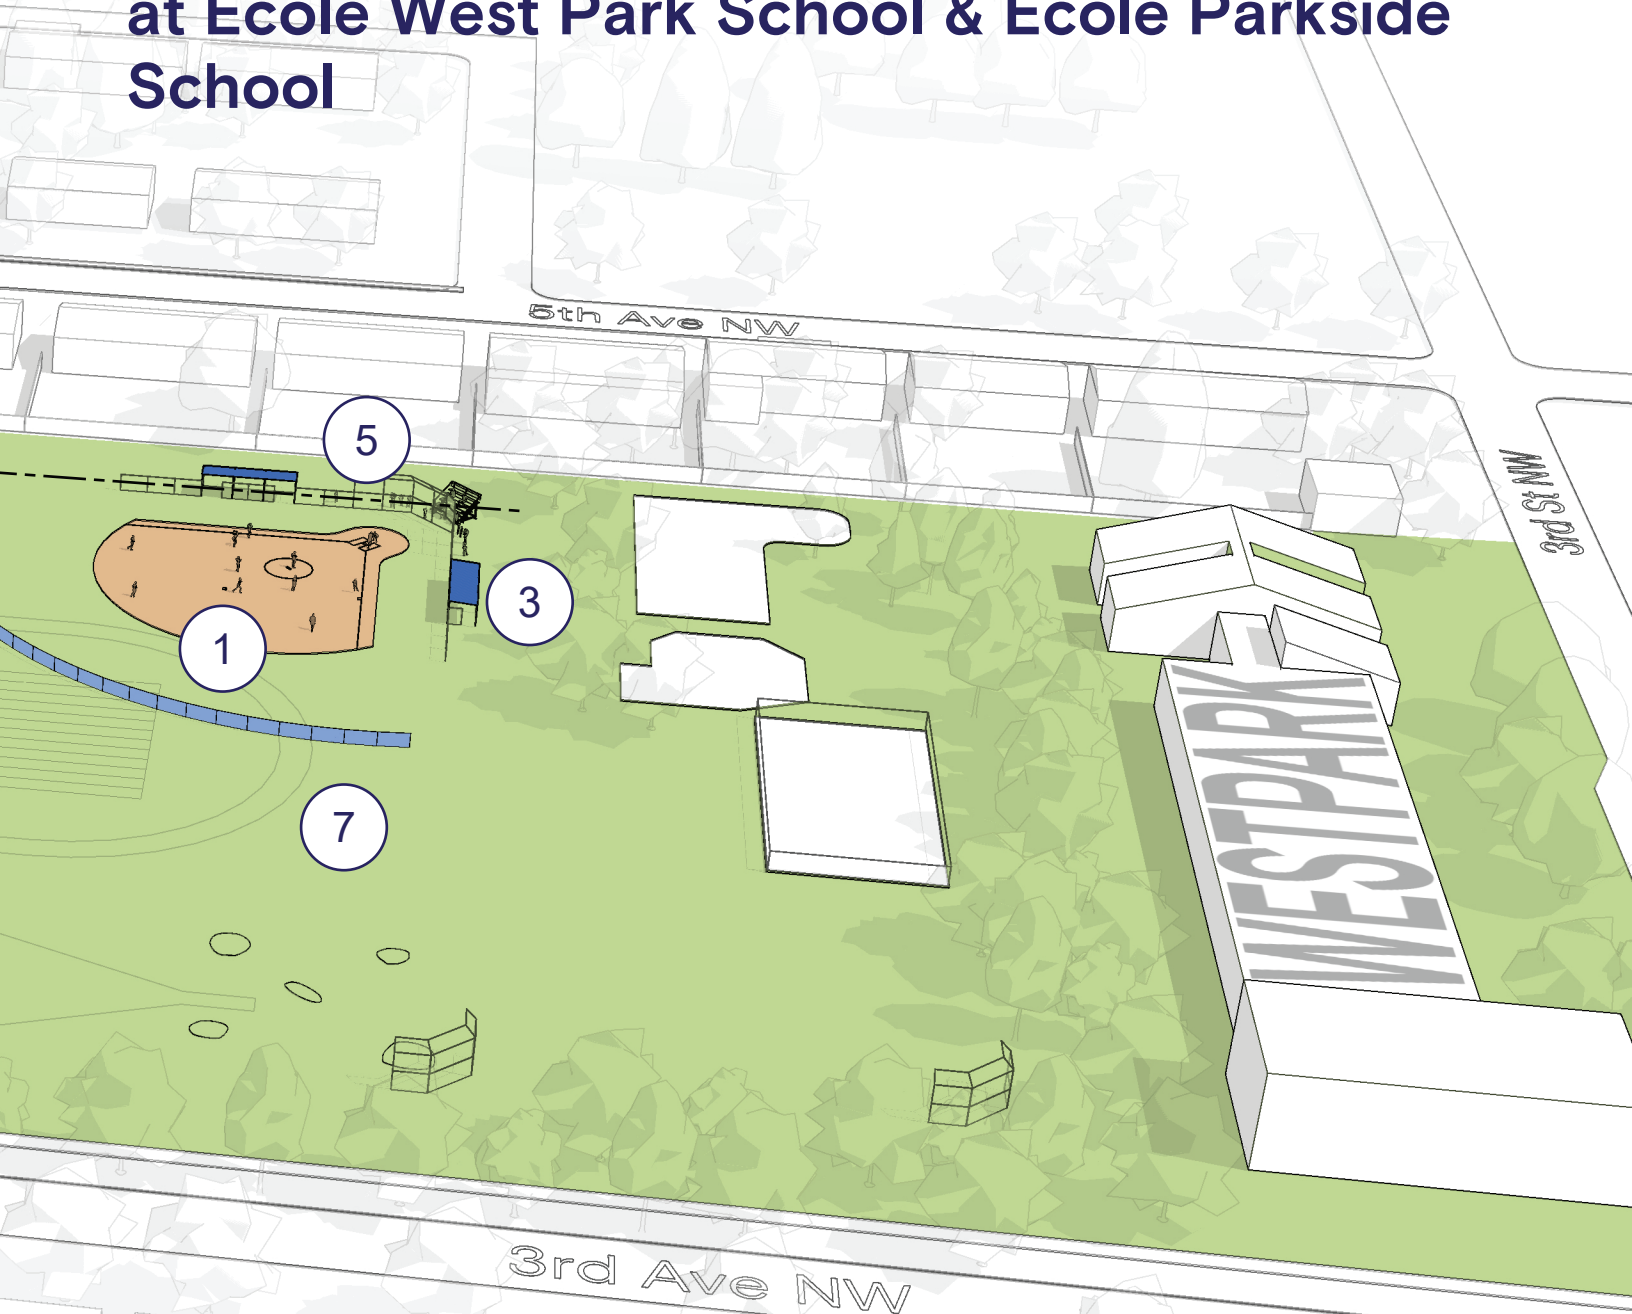 at Ecole West Park School & Ecole Parkside
School
5th Ave NW
5
3rd St NW
3
1
WESTPARK
7
3rd Ave NW